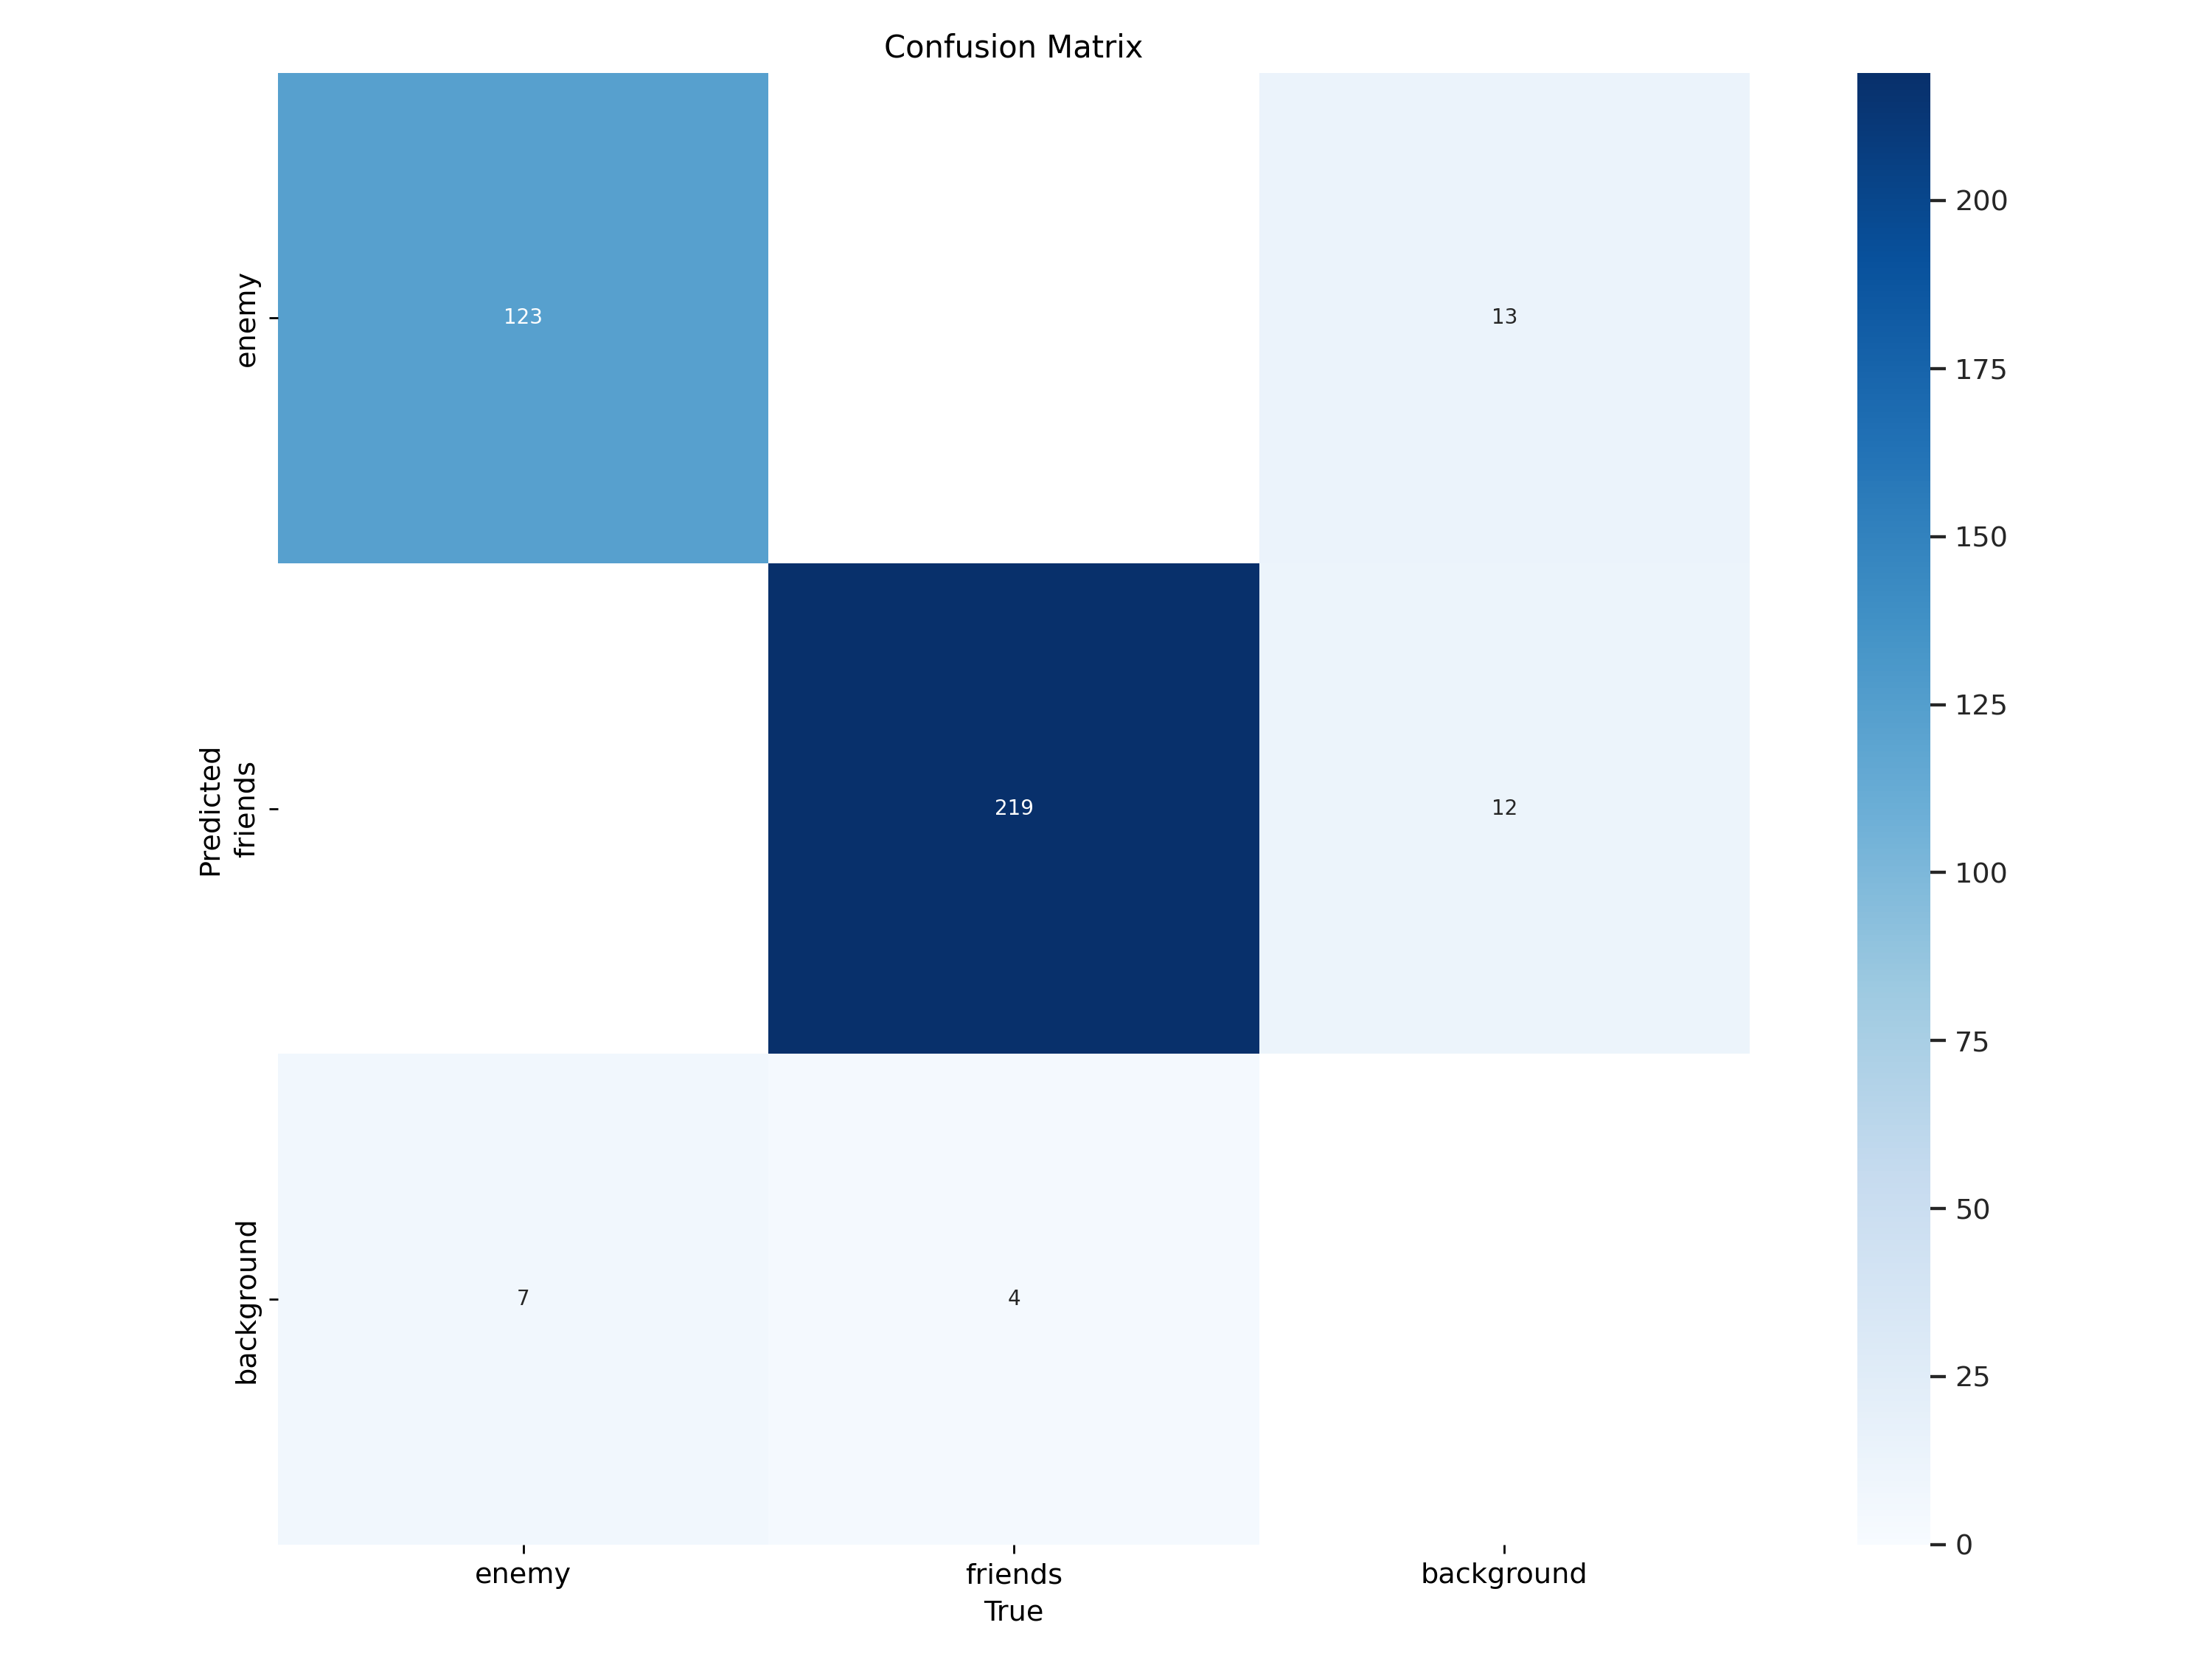 Confusion Matrix
enemy
123
13
200
175
150
125
100
75
50
25
0
Predicted
friends
219
12
background
7
4
enemy
friends
background
True